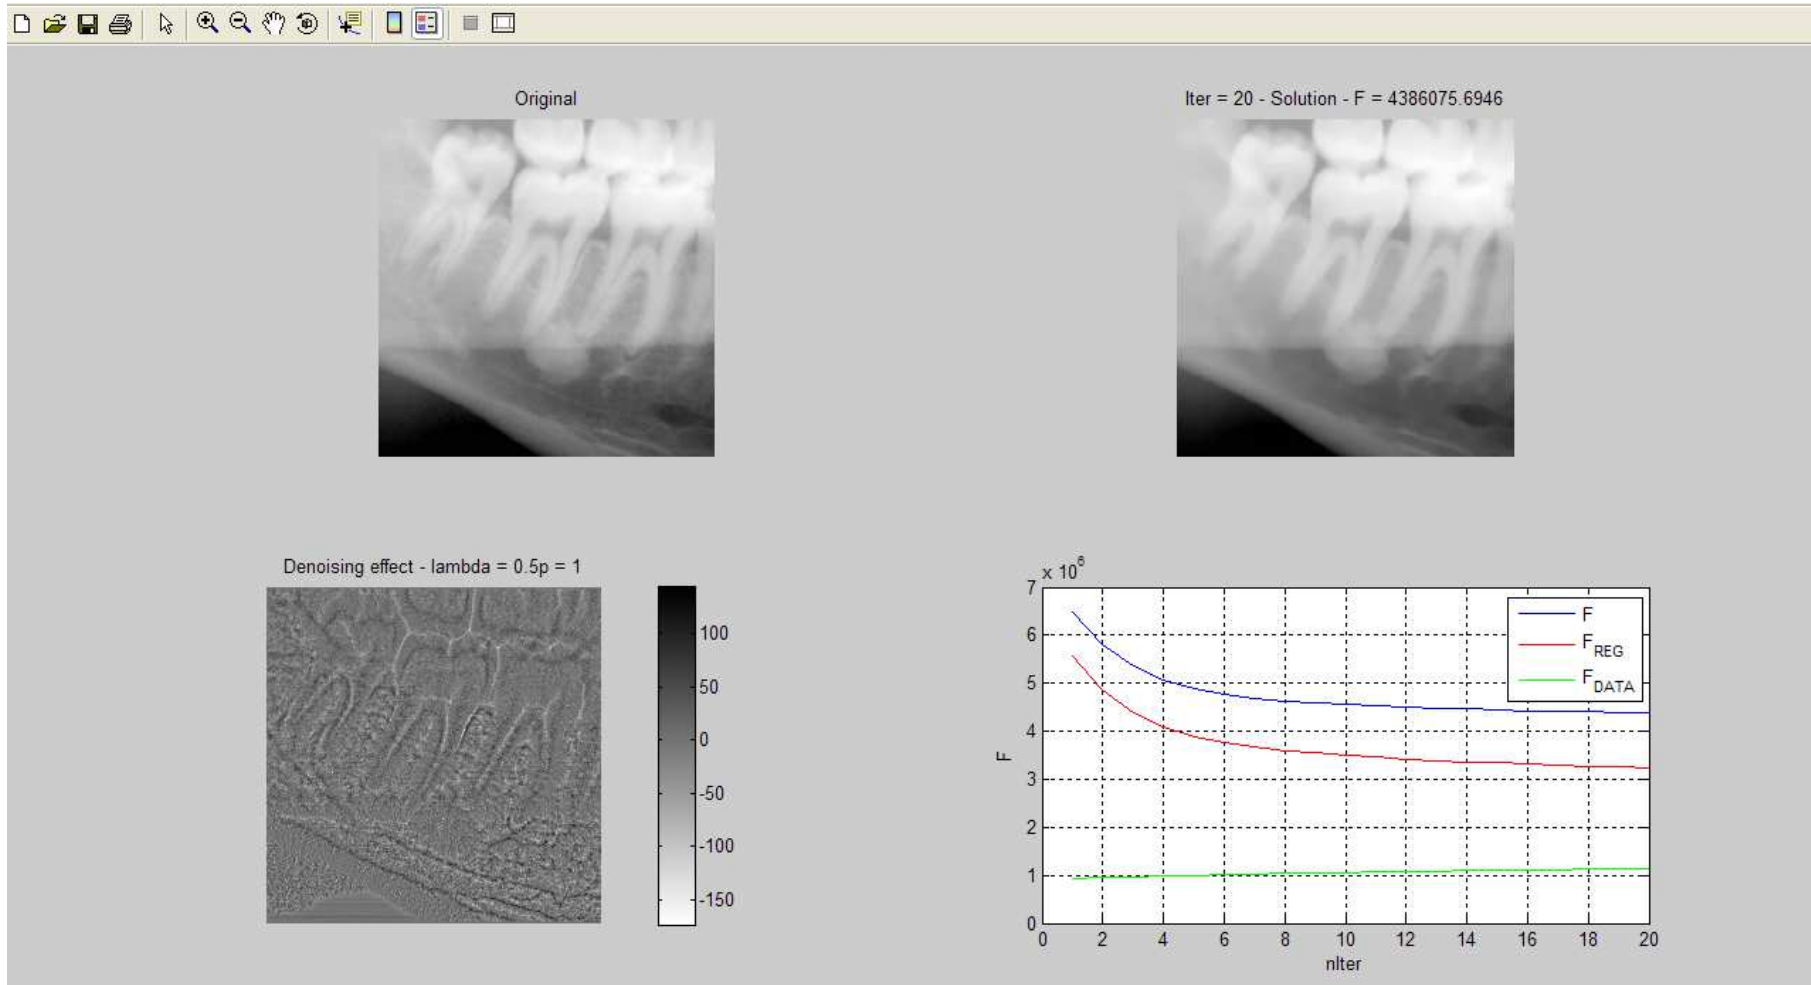 Original
Iter = 20 - Solution - F = 4386075.6946
Denoising effect - lambda = 0.5p = 1
100
50
0
-50
-100
-150
x 10^6
7
6
5
4
3
2
1
0
F
0 2 4 6 8 10 12 14 16 18 20
nIter
F
F_REG
F_DATA